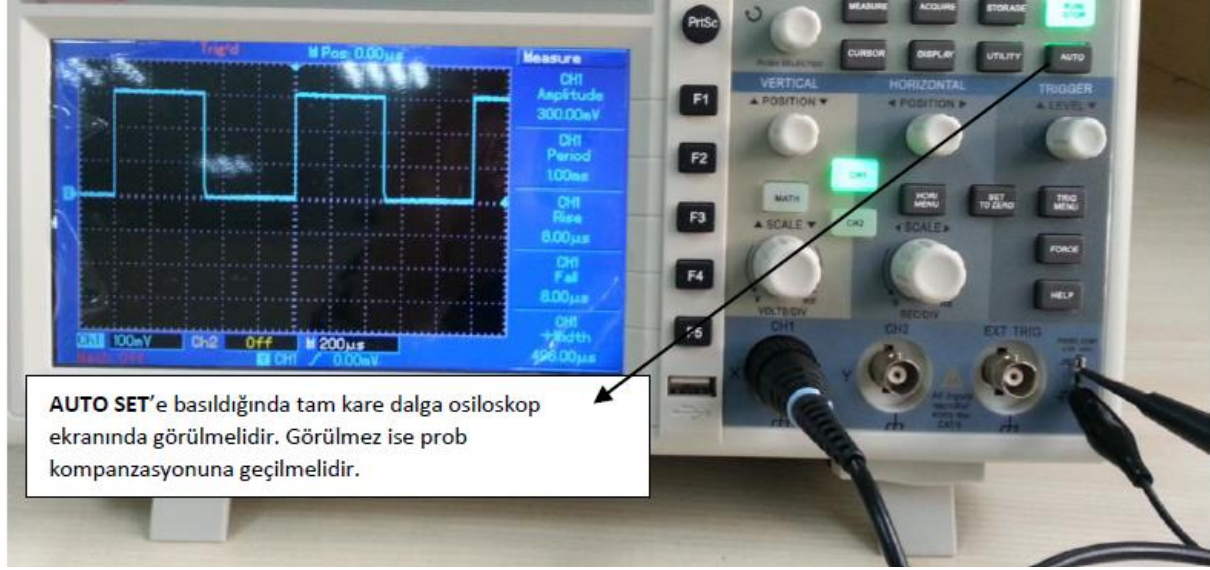 Trig'd M Pos: 0.00µs
Measure
CH1
Amplitude
300.00mV
CH1
Period
1.00ms
CH1
Rise
8.00µs
CH1
Fall
8.00µs
CH1
+Width
496.00µs
CH1 100mV Ch2 Off M 200µs
Math Off CH1 0.00mV
PrtSc
F1
F2
F3
F4
F5
MEASURE ACQUIRE STORAGE RUN STOP
CURSOR DISPLAY UTILITY AUTO
VERTICAL HORIZONTAL TRIGGER
▲ POSITION ▼ ◄ POSITION ► ▲ LEVEL ▼
CH1
MATH HORI MENU SET TO ZERO TRIG MENU
CH2
▲ SCALE ▼ ◄ SCALE ► FORCE
HELP
VOLTS/DIV SEC/DIV
CH1 CH2 EXT TRIG
X Y
AUTO SET'e basıldığında tam kare dalga osiloskop
ekranında görülmelidir. Görülmez ise prob
kompanzasyonuna geçilmelidir.